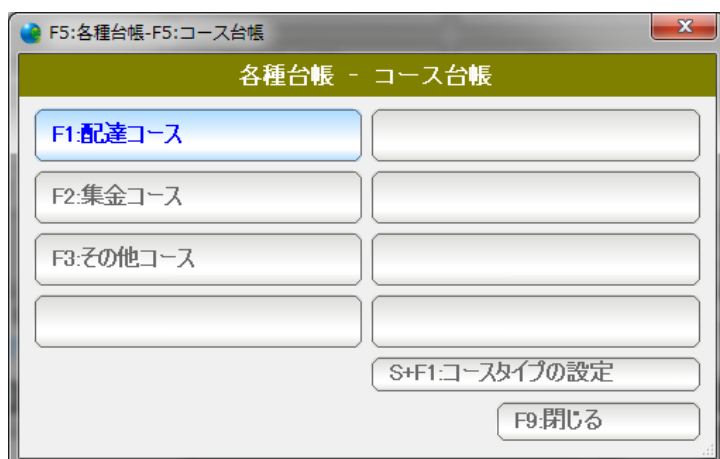 F5:各種台帳-F5:コース台帳
各種台帳 - コース台帳
F1:配達コース
F2:集金コース
F3:その他コース
S+F1:コースタイプの設定
F9:閉じる